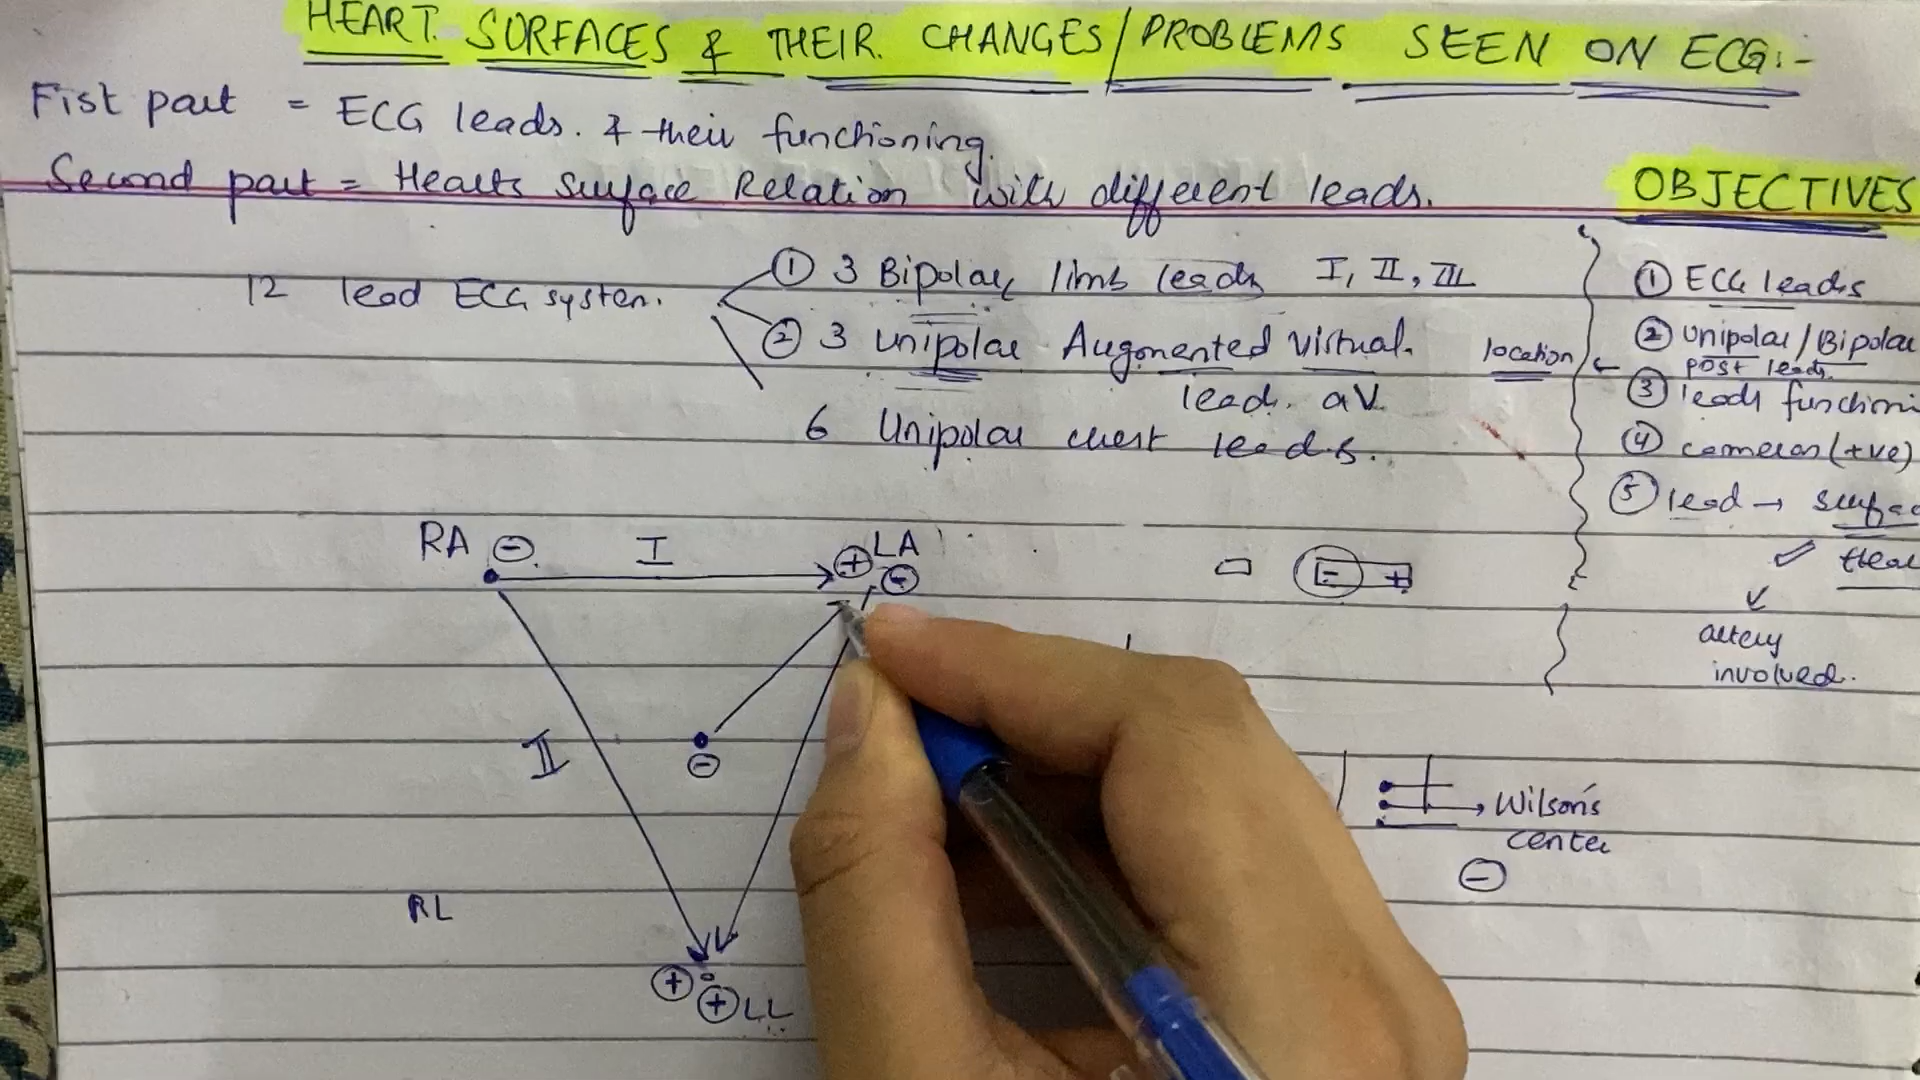 HEART SURFACES & THEIR CHANGES/PROBLEMS SEEN ON ECG:-
Fist part = ECG leads. & their functioning.
Second part = Hearts surface Relation with different leads.
OBJECTIVES
12 lead ECG system.
① 3 Bipolar limb leads I, II, III
② 3 unipolar Augmented vistual.
lead. aV
6 Unipolar chest leads.
location
① ECG leads
② Unipolar/Bipolar
post leads.
③ leads functioni
④ cameras (+ve)
⑤ lead → surfac
Hear
artery
involved.
RA ⊖ I ⊕ LA
⊖
- +
II
⊖
Wilson's
center
⊖
RL
⊕
⊕ LL